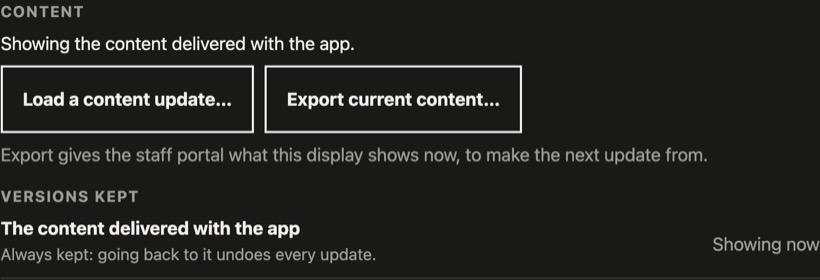 CONTENT
Showing the content delivered with the app.
Load a content update...
Export current content...
Export gives the staff portal what this display shows now, to make the next update from.
VERSIONS KEPT
The content delivered with the app
Showing now
Always kept: going back to it undoes every update.